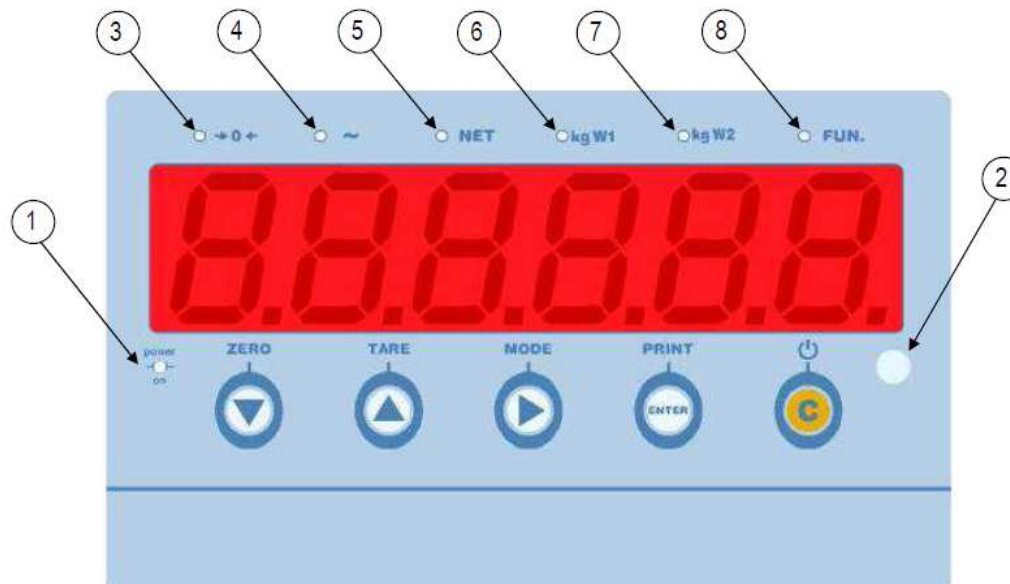 3 4 5 6 7 8
→0← ~ NET kg W1 kg W2 FUN.
2
8.8.8.8.8.8.
1
power ZERO TARE MODE PRINT
on
ENTER C